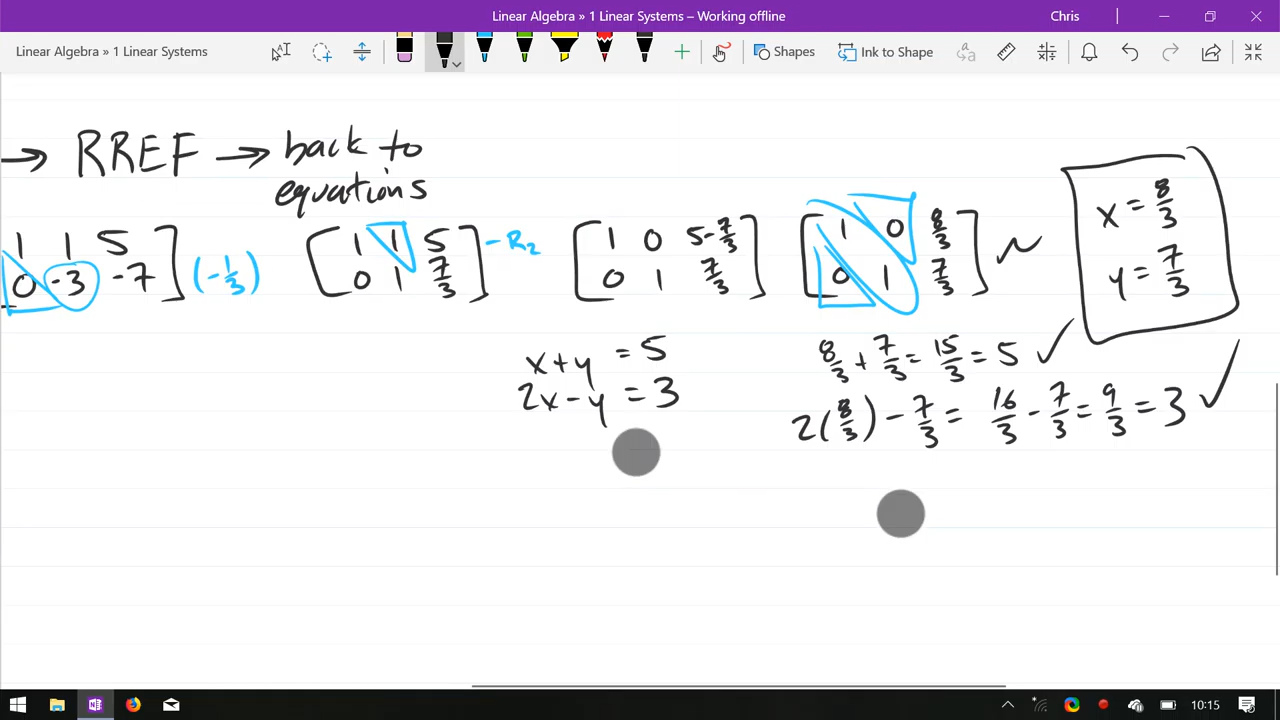 Linear Algebra » 1 Linear Systems – Working offline
Chris
Linear Algebra » 1 Linear Systems
Shapes
Ink to Shape
→ RREF → back to
equations
1 1 5
0 -3 -7 ] (-1/3)
[ 1 1 5
0 1 7/3 ] -R2
[ 1 0 5-7/3
0 1 7/3 ]
[ 1 0 8/3
0 1 7/3 ] ~
x = 8/3
y = 7/3
x+y = 5
2x-y = 3
8/3 + 7/3 = 15/3 = 5 ✓
2(8/3) - 7/3 = 16/3 - 7/3 = 9/3 = 3 ✓
10:15